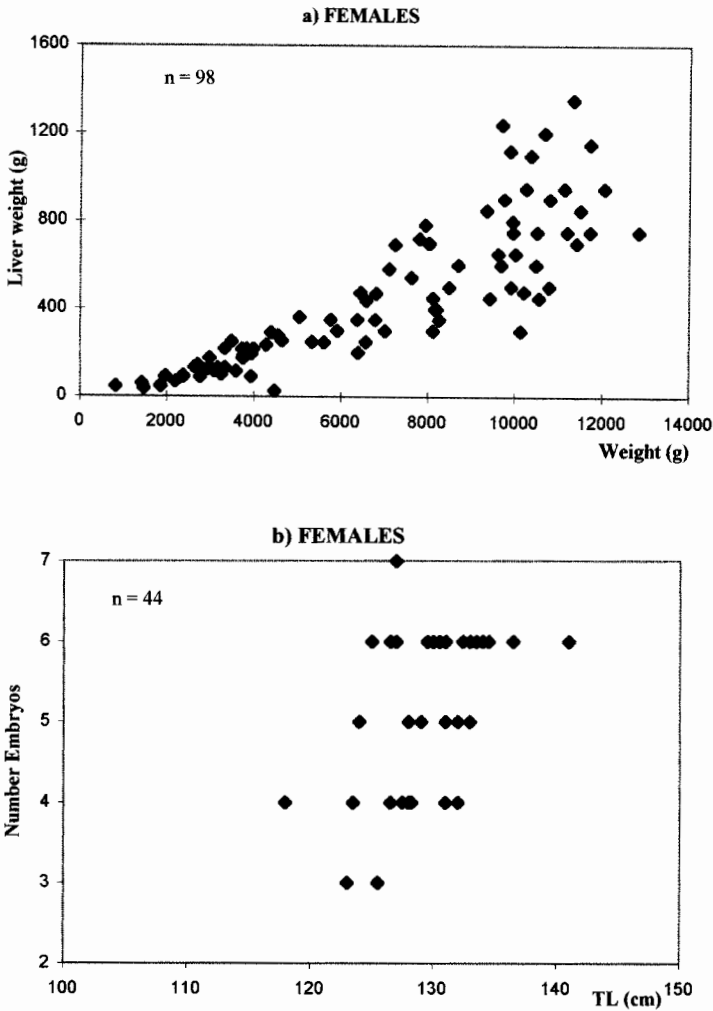 a) FEMALES
1600
n = 98
1200
800
400
0
Liver weight (g)
0 2000 4000 6000 8000 10000 12000 14000
Weight (g)
b) FEMALES
7
n = 44
6
5
4
3
2
Number Embryos
100 110 120 130 140 150
TL (cm)